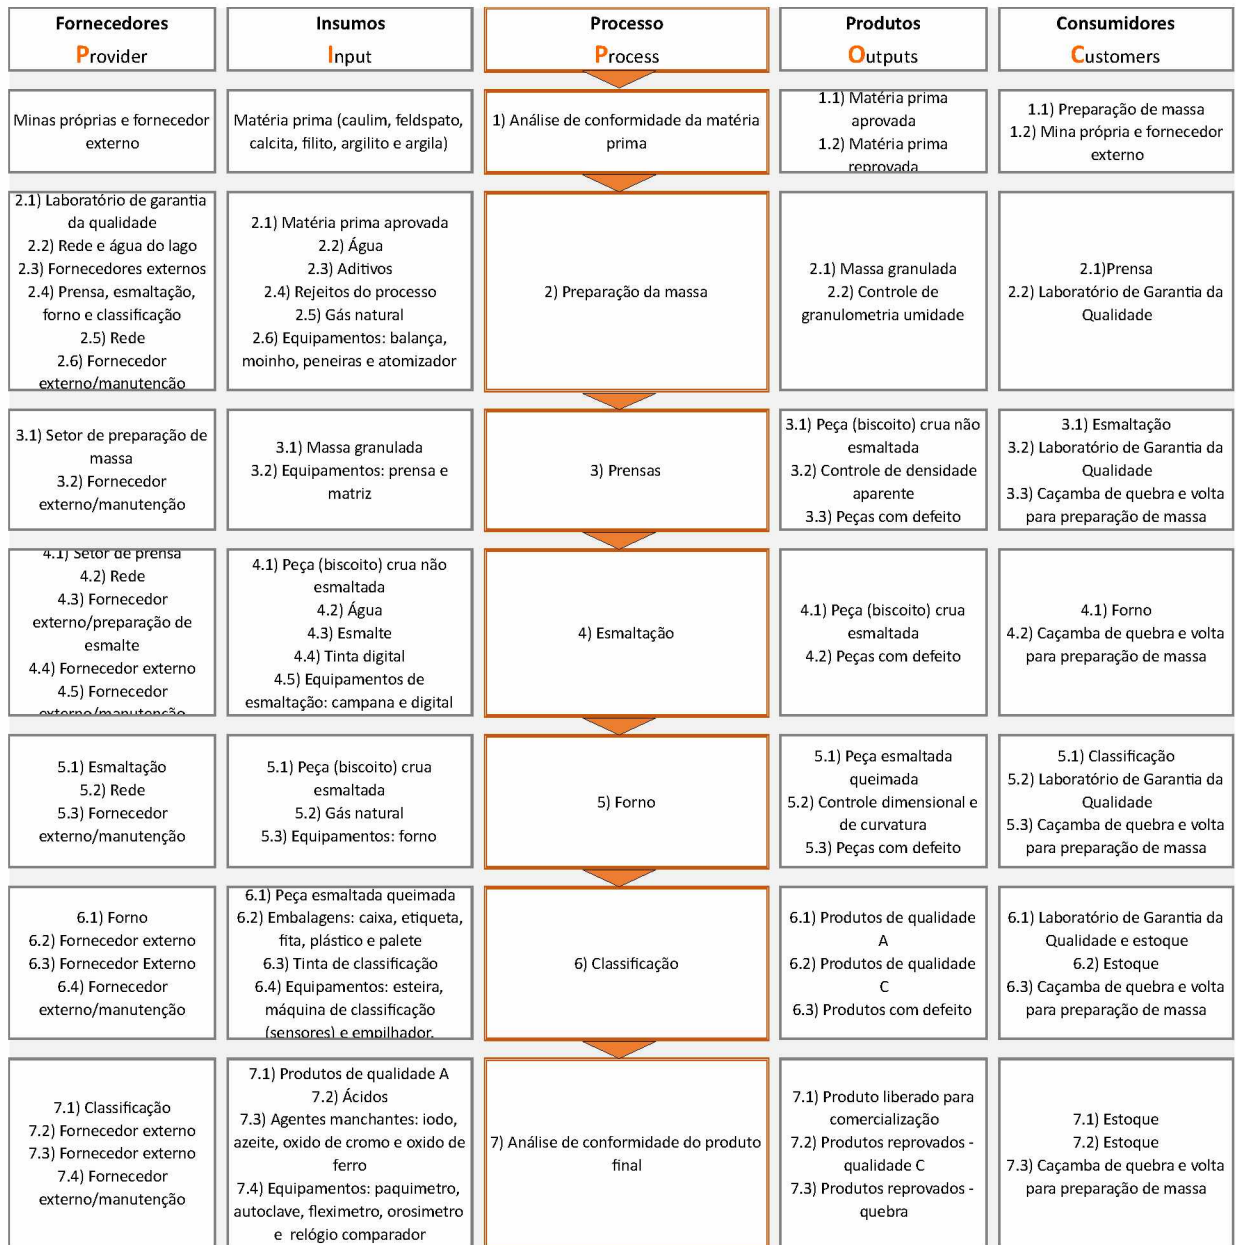 Fornecedores
Provider
Insumos
Input
Processo
Process
Produtos
Outputs
Consumidores
Customers
Minas próprias e fornecedor
externo
Matéria prima (caulim, feldspato,
calcita, filito, argilito e argila)
1) Análise de conformidade da matéria
prima
1.1) Matéria prima
aprovada
1.2) Matéria prima
reprovada
1.1) Preparação de massa
1.2) Mina própria e fornecedor
externo
2.1) Laboratório de garantia
da qualidade
2.2) Rede e água do lago
2.3) Fornecedores externos
2.4) Prensa, esmaltação,
forno e classificação
2.5) Rede
2.6) Fornecedor
externo/manutenção
2.1) Matéria prima aprovada
2.2) Água
2.3) Aditivos
2.4) Rejeitos do processo
2.5) Gás natural
2.6) Equipamentos: balança,
moinho, peneiras e atomizador
2) Preparação da massa
2.1) Massa granulada
2.2) Controle de
granulometria umidade
2.1)Prensa
2.2) Laboratório de Garantia da
Qualidade
3.1) Setor de preparação de
massa
3.2) Fornecedor
externo/manutenção
3.1) Massa granulada
3.2) Equipamentos: prensa e
matriz
3) Prensas
3.1) Peça (biscoito) crua não
esmaltada
3.2) Controle de densidade
aparente
3.3) Peças com defeito
3.1) Esmaltação
3.2) Laboratório de Garantia da
Qualidade
3.3) Caçamba de quebra e volta
para preparação de massa
4.1) Setor de prensa
4.2) Rede
4.3) Fornecedor
externo/preparação de
esmalte
4.4) Fornecedor externo
4.5) Fornecedor
externo/manutenção
4.1) Peça (biscoito) crua não
esmaltada
4.2) Água
4.3) Esmalte
4.4) Tinta digital
4.5) Equipamentos de
esmaltação: campana e digital
4) Esmaltação
4.1) Peça (biscoito) crua
esmaltada
4.2) Peças com defeito
4.1) Forno
4.2) Caçamba de quebra e volta
para preparação de massa
5.1) Esmaltação
5.2) Rede
5.3) Fornecedor
externo/manutenção
5.1) Peça (biscoito) crua
esmaltada
5.2) Gás natural
5.3) Equipamentos: forno
5) Forno
5.1) Peça esmaltada
queimada
5.2) Controle dimensional e
de curvatura
5.3) Peças com defeito
5.1) Classificação
5.2) Laboratório de Garantia da
Qualidade
5.3) Caçamba de quebra e volta
para preparação de massa
6.1) Forno
6.2) Fornecedor externo
6.3) Fornecedor Externo
6.4) Fornecedor
externo/manutenção
6.1) Peça esmaltada queimada
6.2) Embalagens: caixa, etiqueta,
fita, plástico e palete
6.3) Tinta de classificação
6.4) Equipamentos: esteira,
máquina de classificação
(sensores) e empilhador.
6) Classificação
6.1) Produtos de qualidade
A
6.2) Produtos de qualidade
C
6.3) Produtos com defeito
6.1) Laboratório de Garantia da
Qualidade e estoque
6.2) Estoque
6.3) Caçamba de quebra e volta
para preparação de massa
7.1) Classificação
7.2) Fornecedor externo
7.3) Fornecedor externo
7.4) Fornecedor
externo/manutenção
7.1) Produtos de qualidade A
7.2) Ácidos
7.3) Agentes manchantes: iodo,
azeite, oxido de cromo e oxido de
ferro
7.4) Equipamentos: paquimetro,
autoclave, fleximetro, orosimetro
e relógio comparador
7) Análise de conformidade do produto
final
7.1) Produto liberado para
comercialização
7.2) Produtos reprovados -
qualidade C
7.3) Produtos reprovados -
quebra
7.1) Estoque
7.2) Estoque
7.3) Caçamba de quebra e volta
para preparação de massa